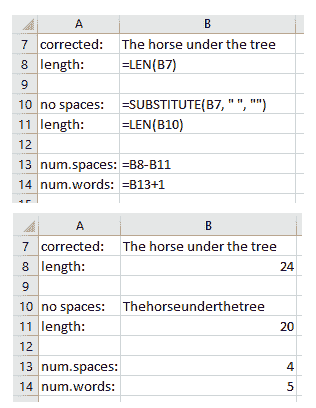 A B
7 corrected: The horse under the tree
8 length: =LEN(B7)
9
10 no spaces: =SUBSTITUTE(B7, " ", "")
11 length: =LEN(B10)
12
13 num.spaces: =B8-B11
14 num.words: =B13+1
A B
7 corrected: The horse under the tree
8 length: 24
9
10 no spaces: Thehorseunderthetree
11 length: 20
12
13 num.spaces: 4
14 num.words: 5